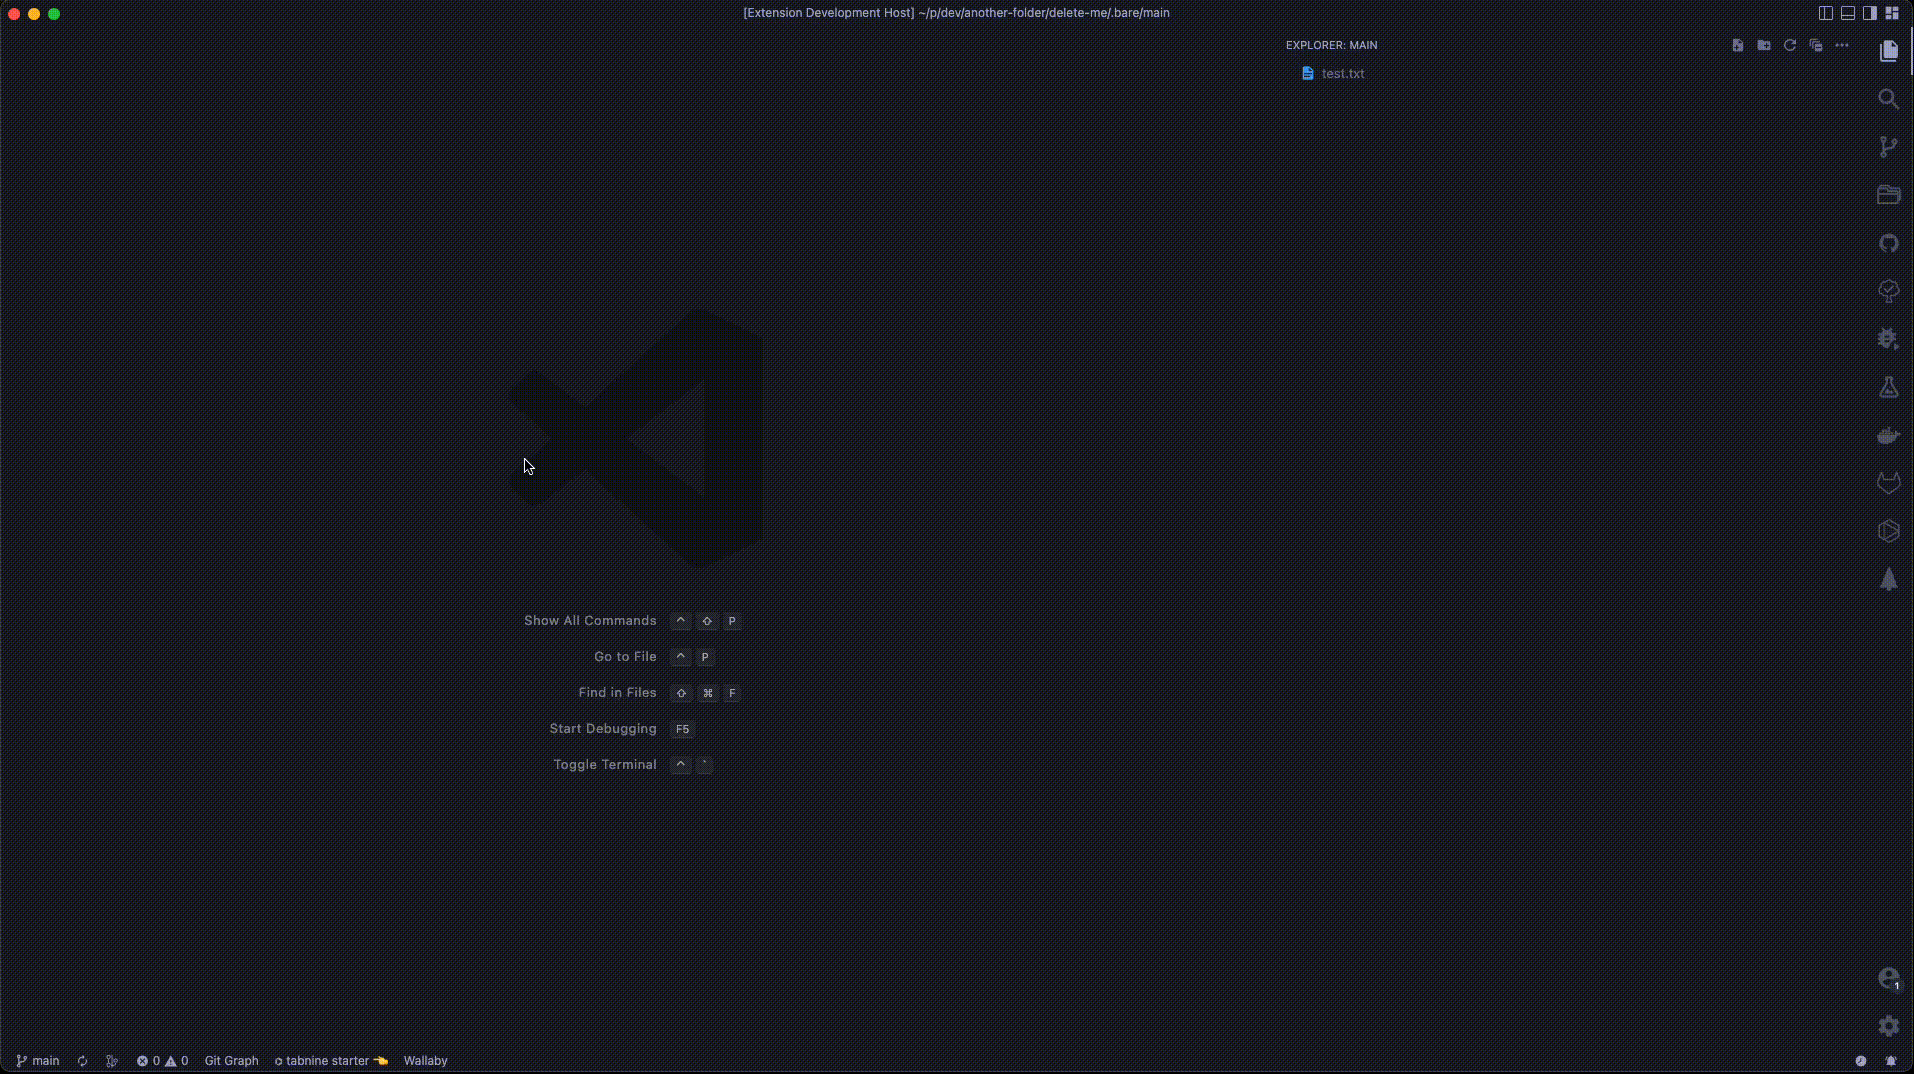 [Extension Development Host] ~/p/dev/another-folder/delete-me/.bare/main
EXPLORER: MAIN
test.txt
Show All Commands ^ ⇧ P
Go to File ^ P
Find in Files ⇧ ⌘ F
Start Debugging F5
Toggle Terminal ^ `
1
main 0 0 Git Graph tabnine starter 👈 Wallaby